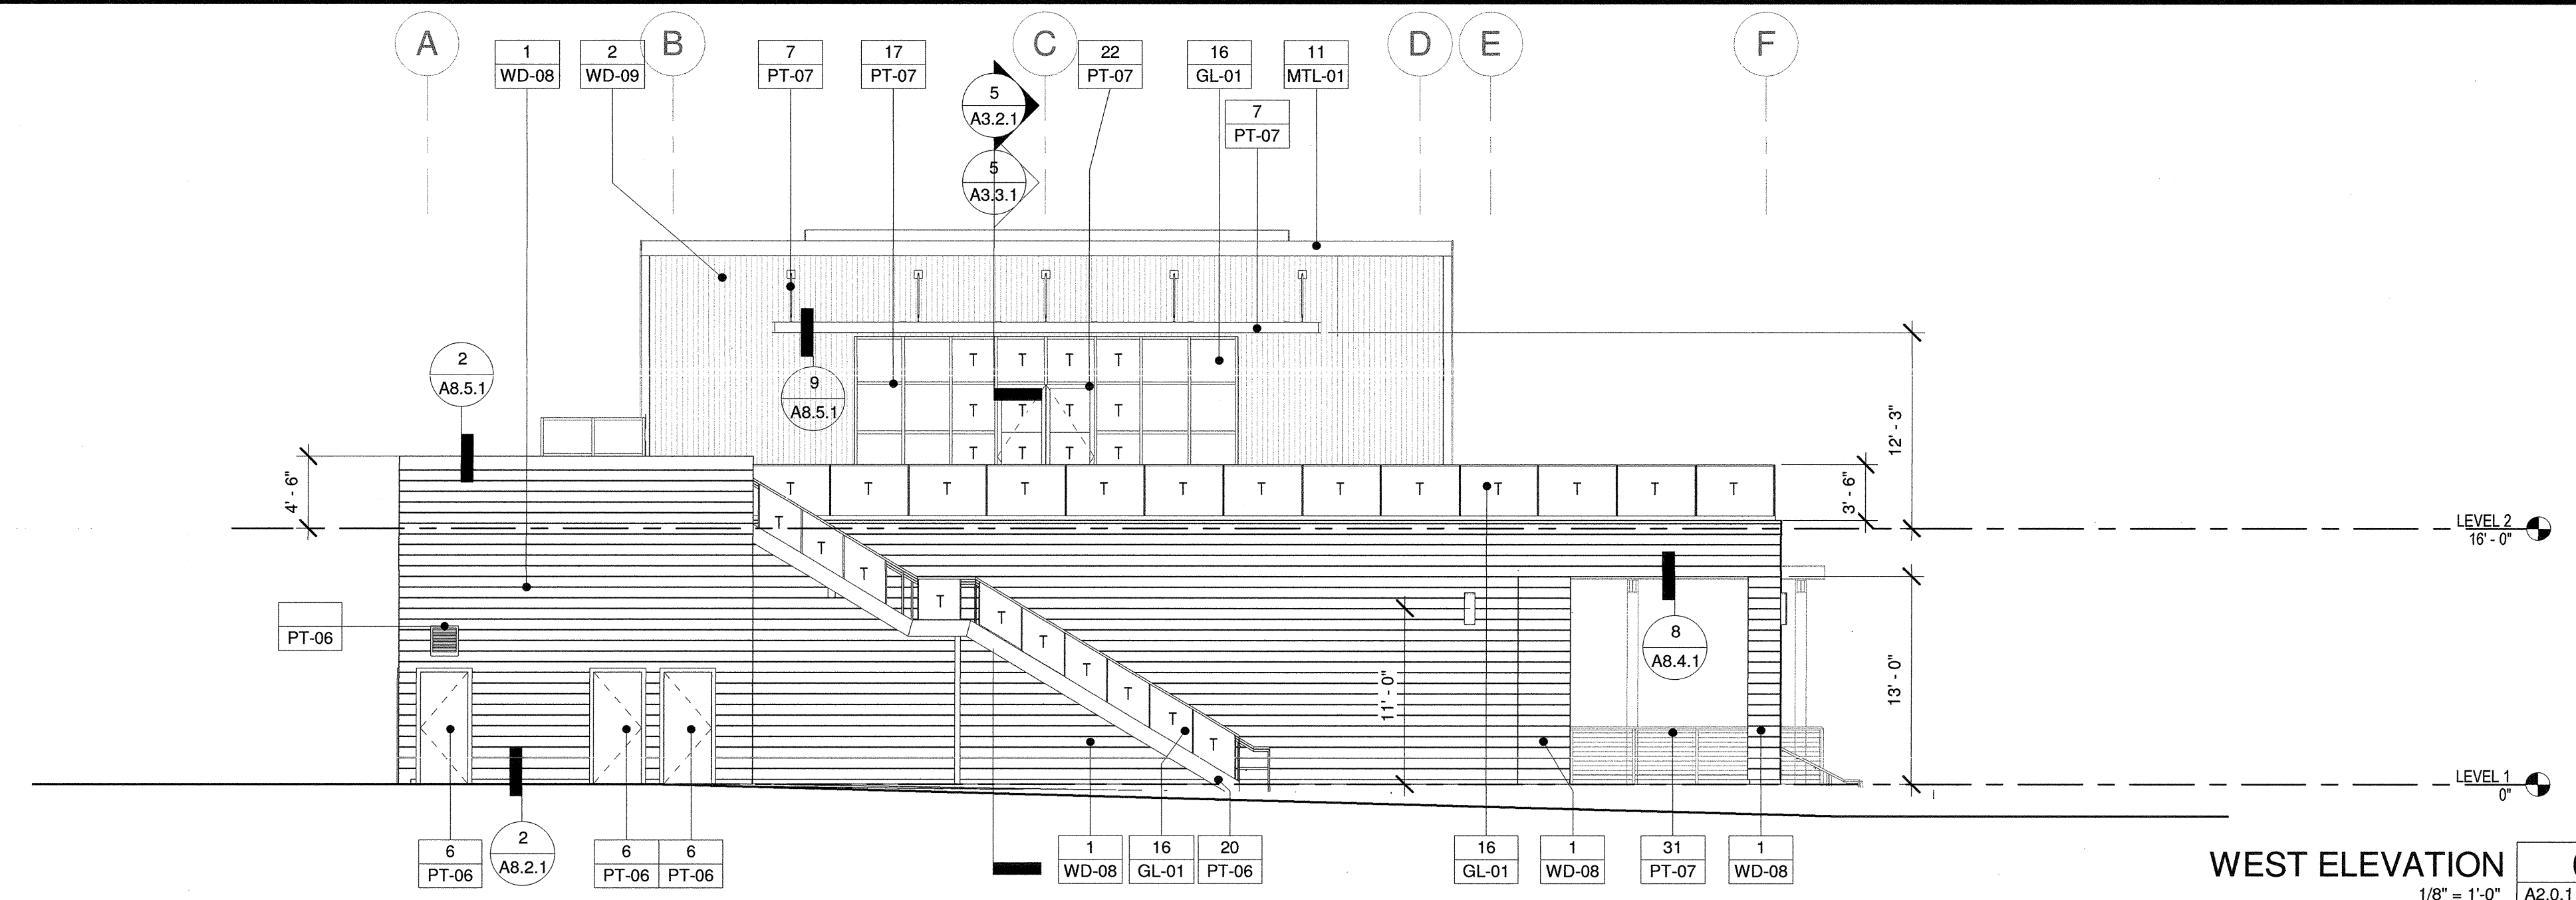 A
B
C
D
E
F
1
WD-08
2
WD-09
7
PT-07
17
PT-07
5
A3.2.1
22
PT-07
16
GL-01
11
MTL-01
7
PT-07
5
A3.3.1
2
A8.5.1
9
A8.5.1
T T T T
T T T T
T T T T
12' - 3"
4' - 6"
3' - 6"
T T T T T T T T T T T T T
T
T
T
T
T
T
T
T
T
T
LEVEL 2
16' - 0"
PT-06
8
A8.4.1
11' - 0"
13' - 0"
LEVEL 1
0"
6
PT-06
2
A8.2.1
6
PT-06
6
PT-06
1
WD-08
16
GL-01
20
PT-06
16
GL-01
1
WD-08
31
PT-07
1
WD-08
WEST ELEVATION
1/8" = 1'-0"
A2.0.1